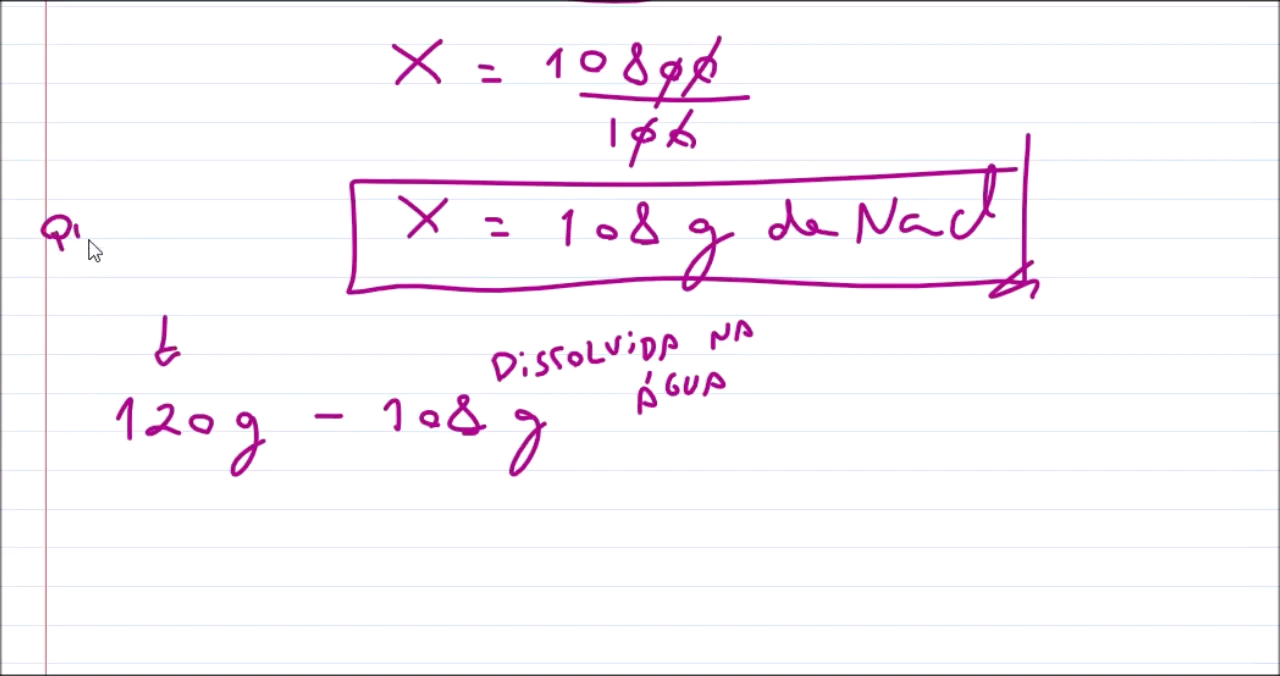 X = 10800
100
X = 108 g de NaCl
DISSOLVIDA NA
ÁGUA
120 g - 108 g